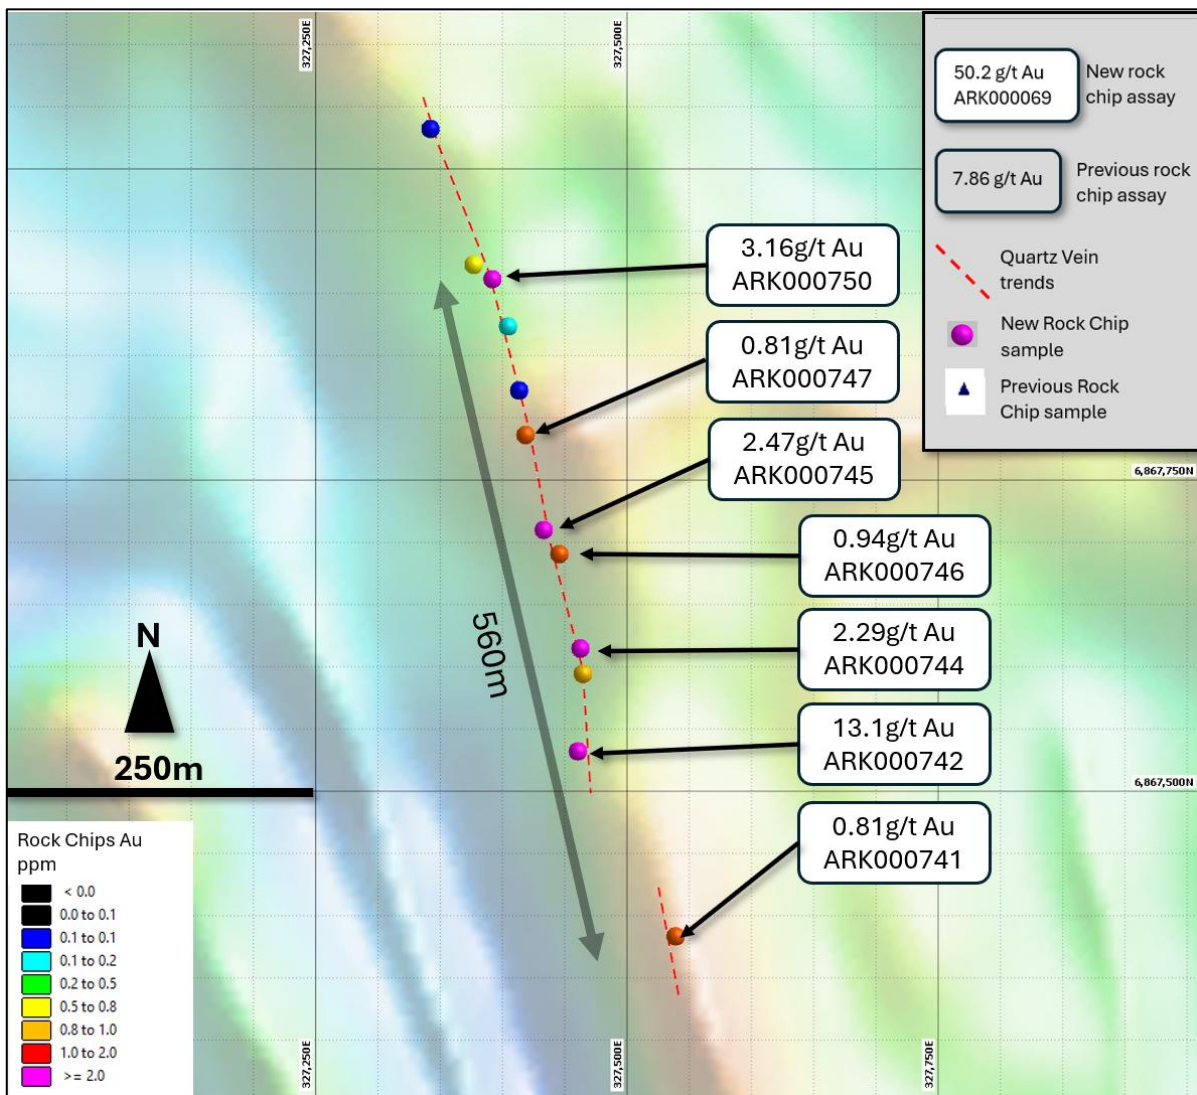 327,250E
327,500E
50.2 g/t Au
ARK000069
New rock
chip assay
7.86 g/t Au
Previous rock
chip assay
Quartz Vein
trends
New Rock Chip
sample
Previous Rock
Chip sample
3.16g/t Au
ARK000750
0.81g/t Au
ARK000747
2.47g/t Au
ARK000745
6,867,750N
0.94g/t Au
ARK000746
560m
2.29g/t Au
ARK000744
N
250m
13.1g/t Au
ARK000742
6,867,500N
0.81g/t Au
ARK000741
Rock Chips Au
ppm
< 0.0
0.0 to 0.1
0.1 to 0.1
0.1 to 0.2
0.2 to 0.5
0.5 to 0.8
0.8 to 1.0
1.0 to 2.0
>= 2.0
327,250E
327,500E
327,750E